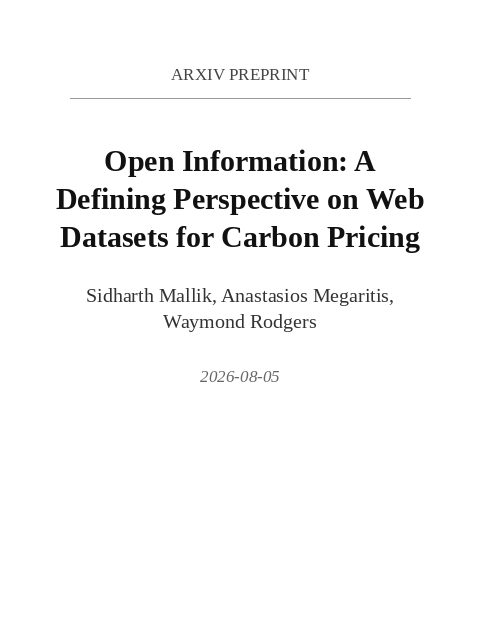 ARXIV PREPRINT
Open Information: A
Defining Perspective on Web
Datasets for Carbon Pricing
Sidharth Mallik, Anastasios Megaritis,
Waymond Rodgers
2026-08-05